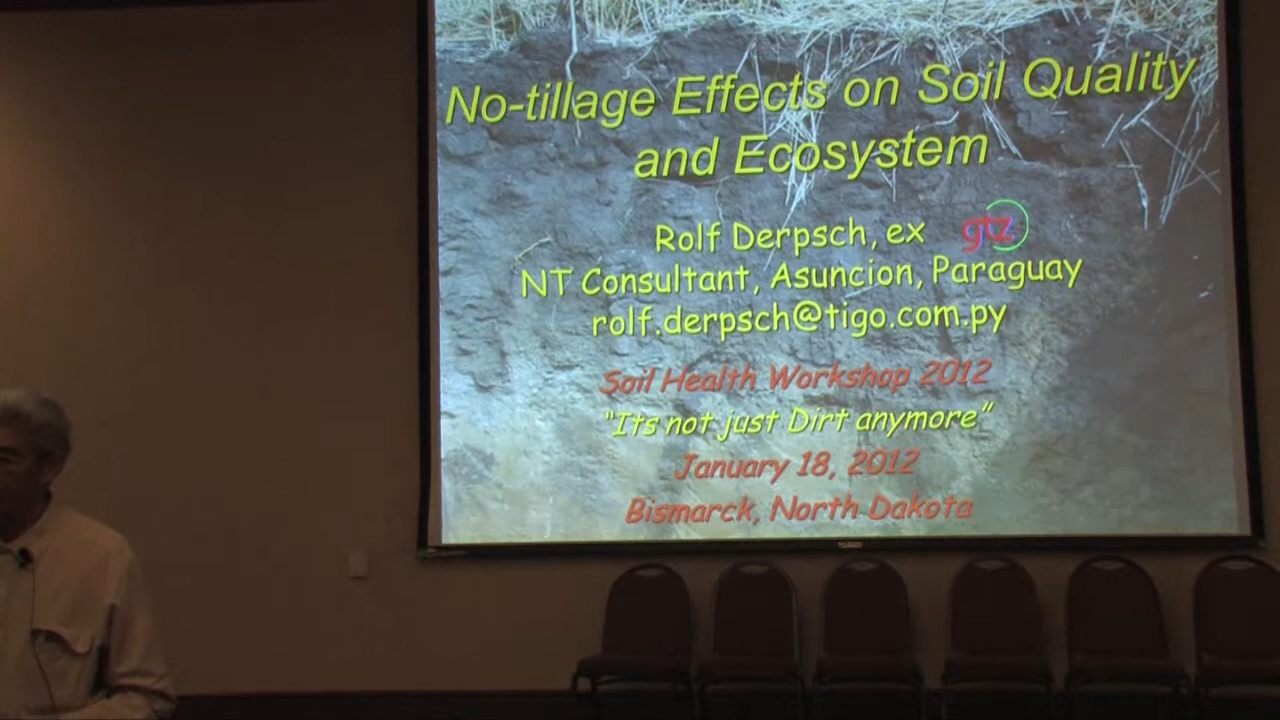 No-tillage Effects on Soil Quality
and Ecosystem
Rolf Derpsch, ex gtz
NT Consultant, Asuncion, Paraguay
rolf.derpsch@tigo.com.py
Soil Health Workshop 2012
"Its not just Dirt anymore"
January 18, 2012
Bismarck, North Dakota